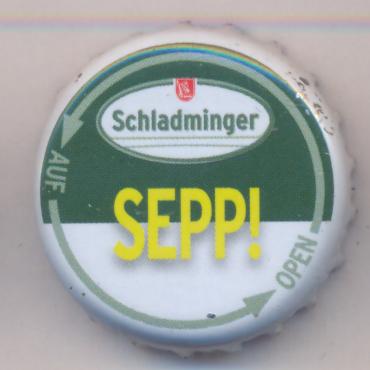 Schladminger
SEPP!
AUF
OPEN